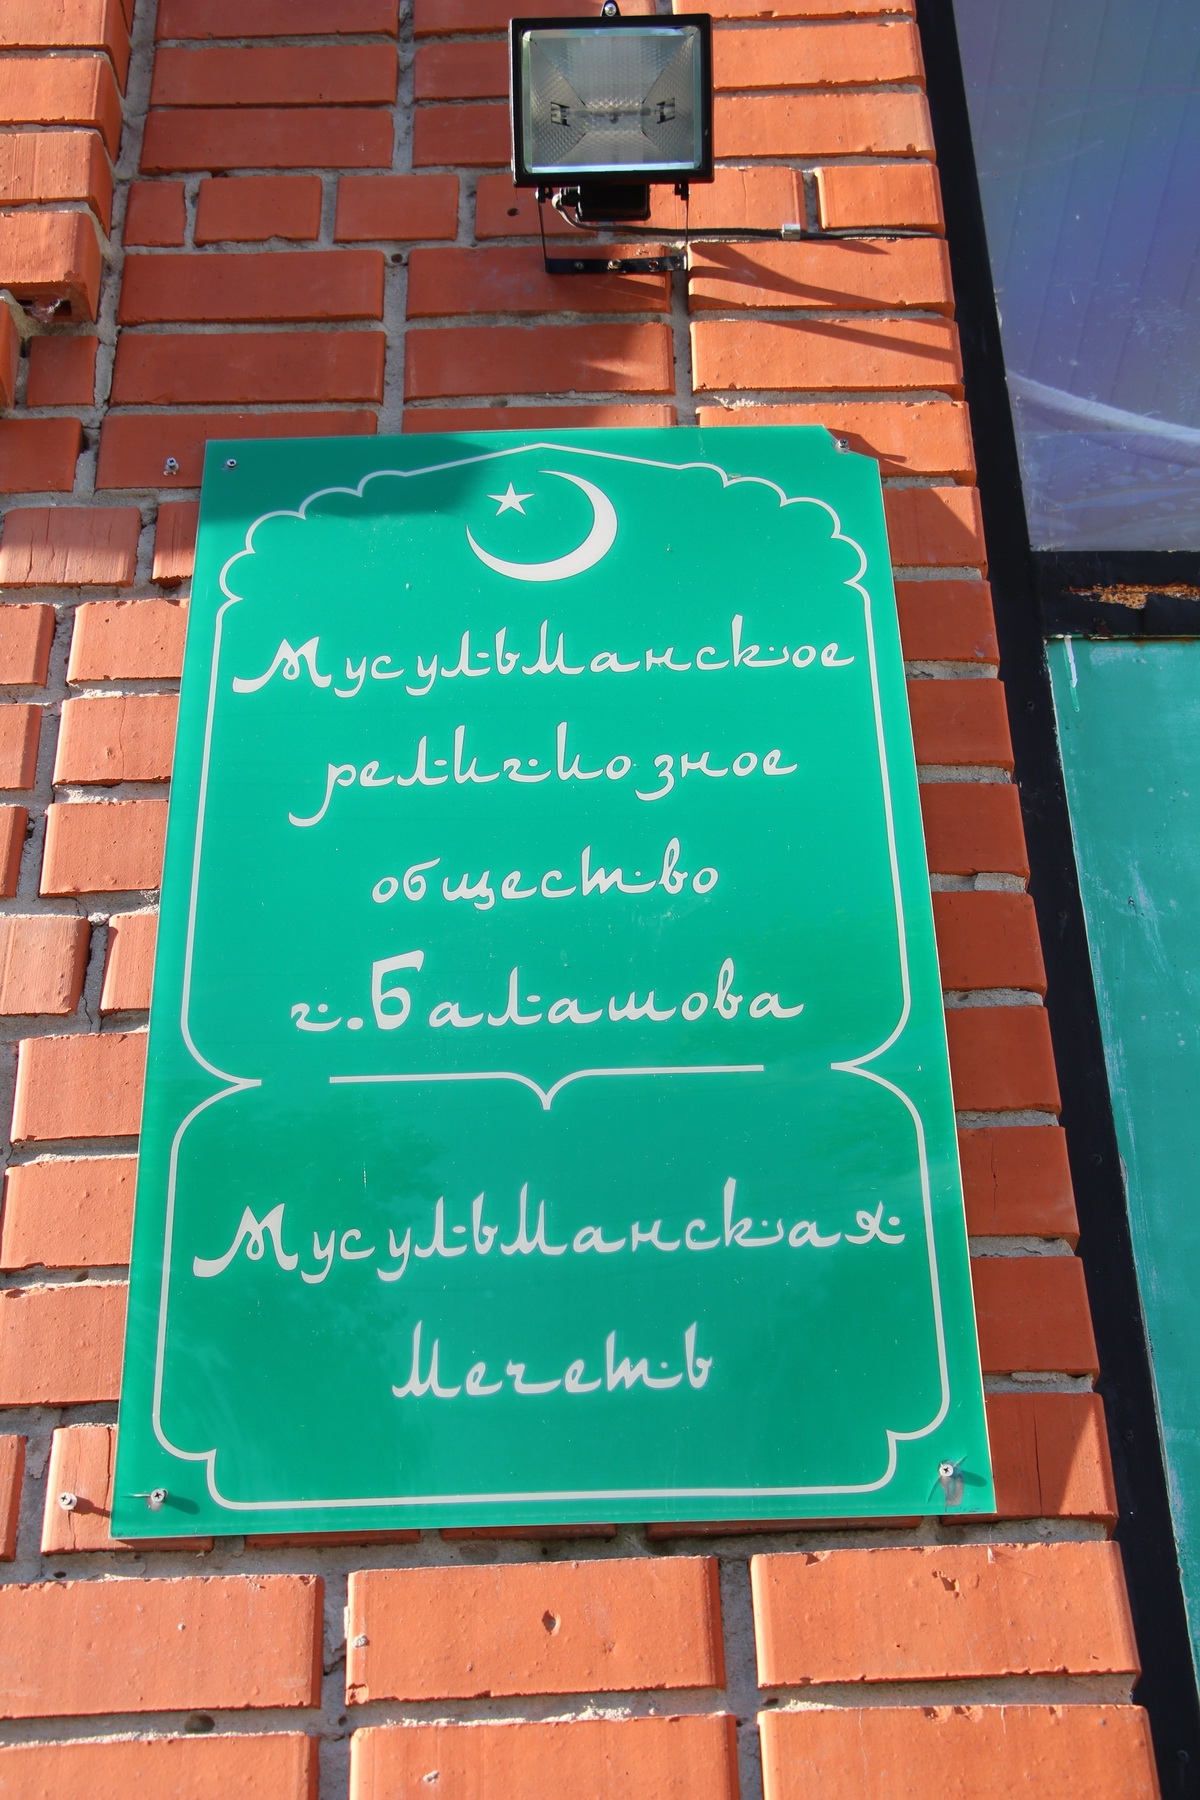 Мусульманское
религиозное
общество
г.Балашова
Мусульманская
мечеть